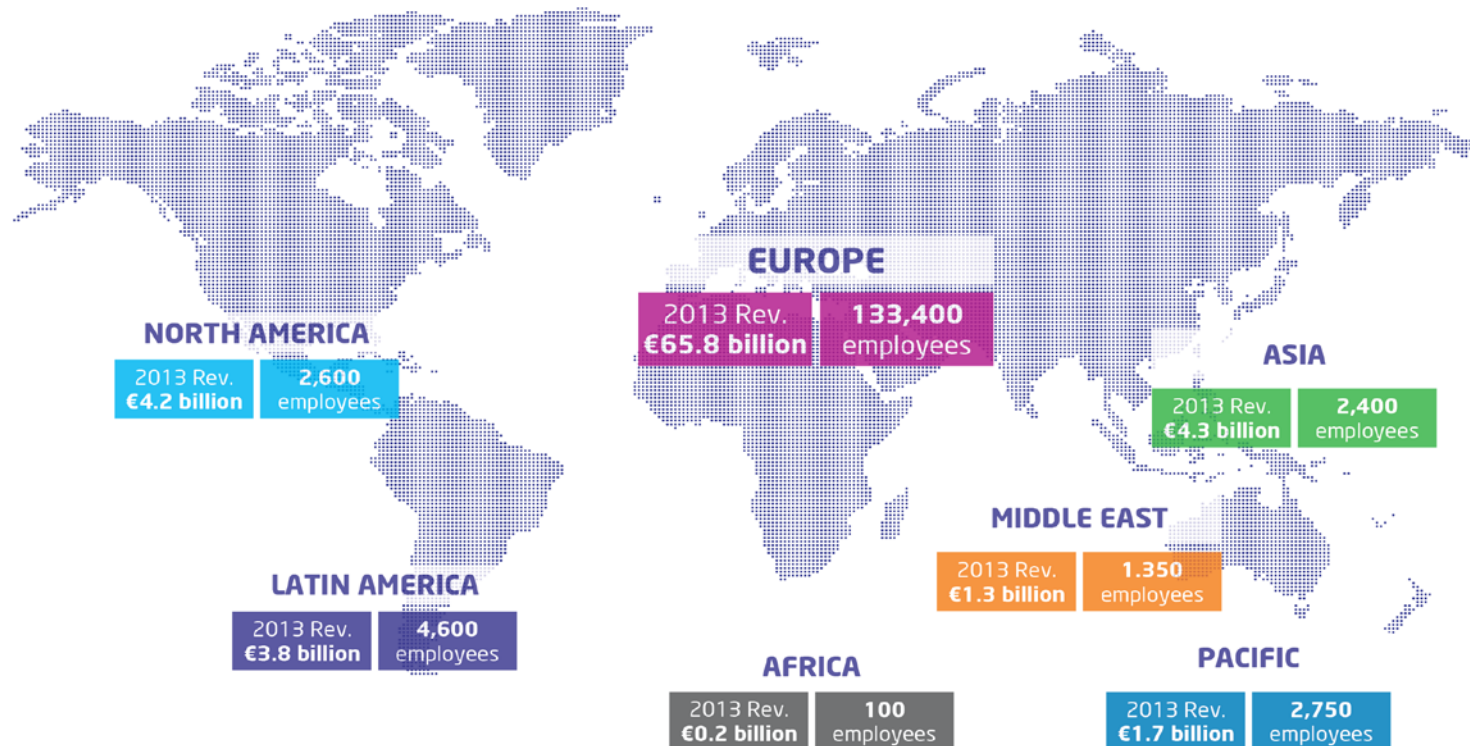 EUROPE
2013 Rev.
€65.8 billion
133,400
employees
NORTH AMERICA
2013 Rev.
€4.2 billion
2,600
employees
ASIA
2013 Rev.
€4.3 billion
2,400
employees
MIDDLE EAST
2013 Rev.
€1.3 billion
1.350
employees
LATIN AMERICA
2013 Rev.
€3.8 billion
4,600
employees
AFRICA
2013 Rev.
€0.2 billion
100
employees
PACIFIC
2013 Rev.
€1.7 billion
2,750
employees